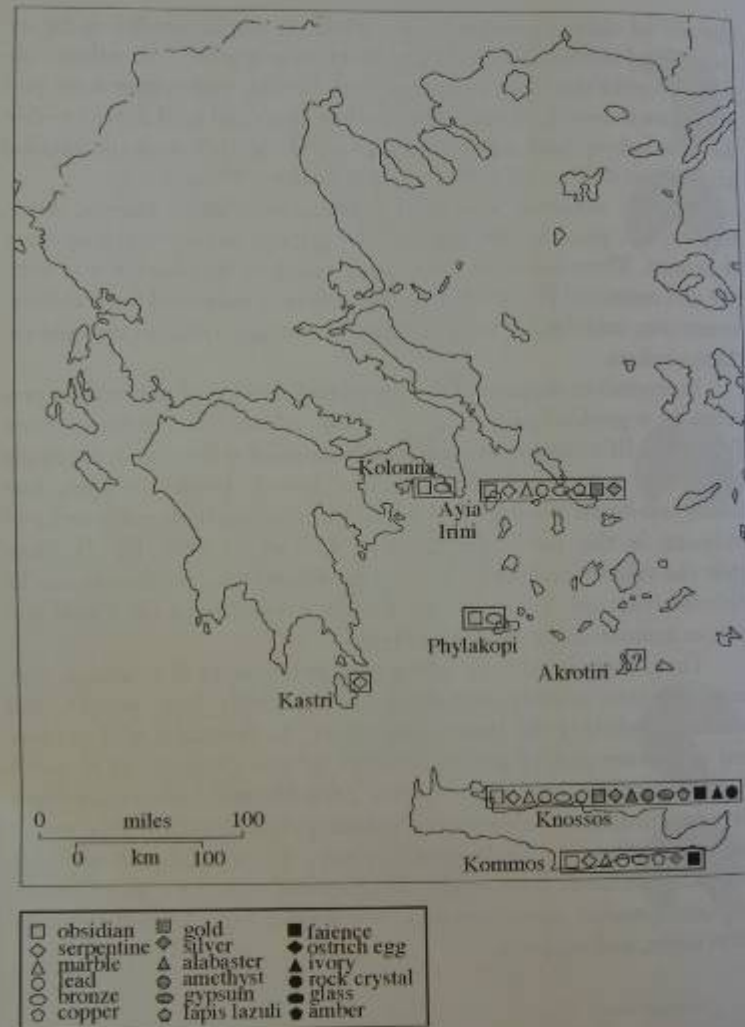 Kolonna
Ayia
Irini
Phylakopi
Akrotiri
?
Kastri
0 miles 100
0 km 100
Knossos
Kommos
obsidian gold faience
serpentine silver ostrich egg
marble alabaster ivory
lead amethyst rock crystal
bronze gypsum glass
copper lapis lazuli amber